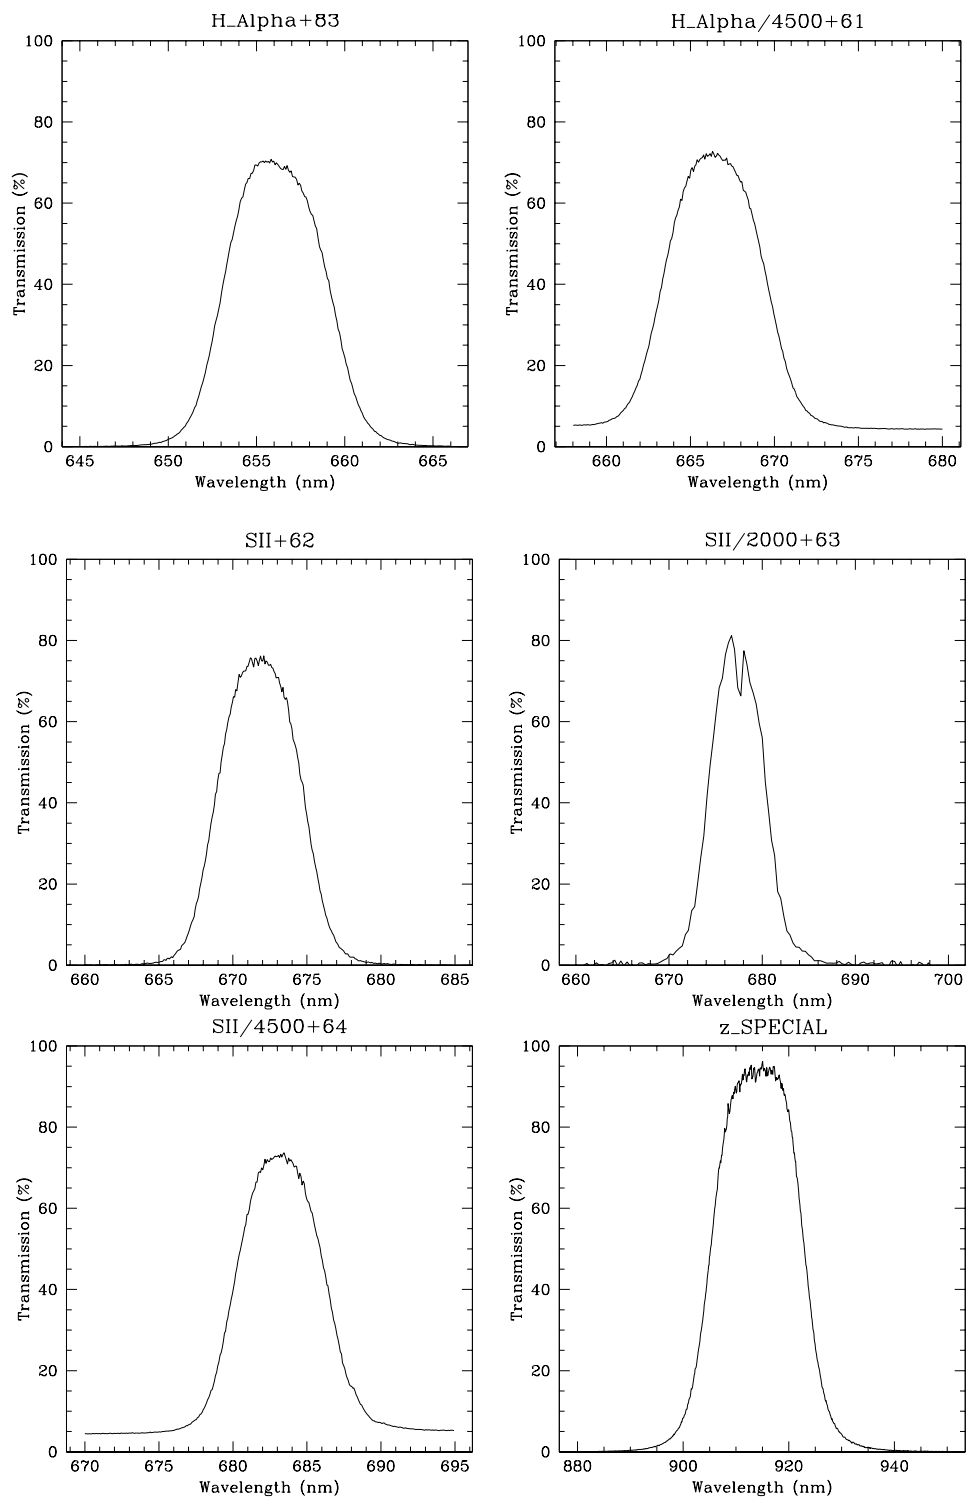 H_Alpha+83
100
80
60
40
20
0
Transmission (%)
645 650 655 660 665
Wavelength (nm)
H_Alpha/4500+61
100
80
60
40
20
0
Transmission (%)
660 665 670 675 680
Wavelength (nm)
SII+62
100
80
60
40
20
0
Transmission (%)
660 665 670 675 680 685
Wavelength (nm)
SII/2000+63
100
80
60
40
20
0
Transmission (%)
660 670 680 690 700
Wavelength (nm)
SII/4500+64
100
80
60
40
20
0
Transmission (%)
670 675 680 685 690 695
Wavelength (nm)
z_SPECIAL
100
80
60
40
20
0
Transmission (%)
880 900 920 940
Wavelength (nm)